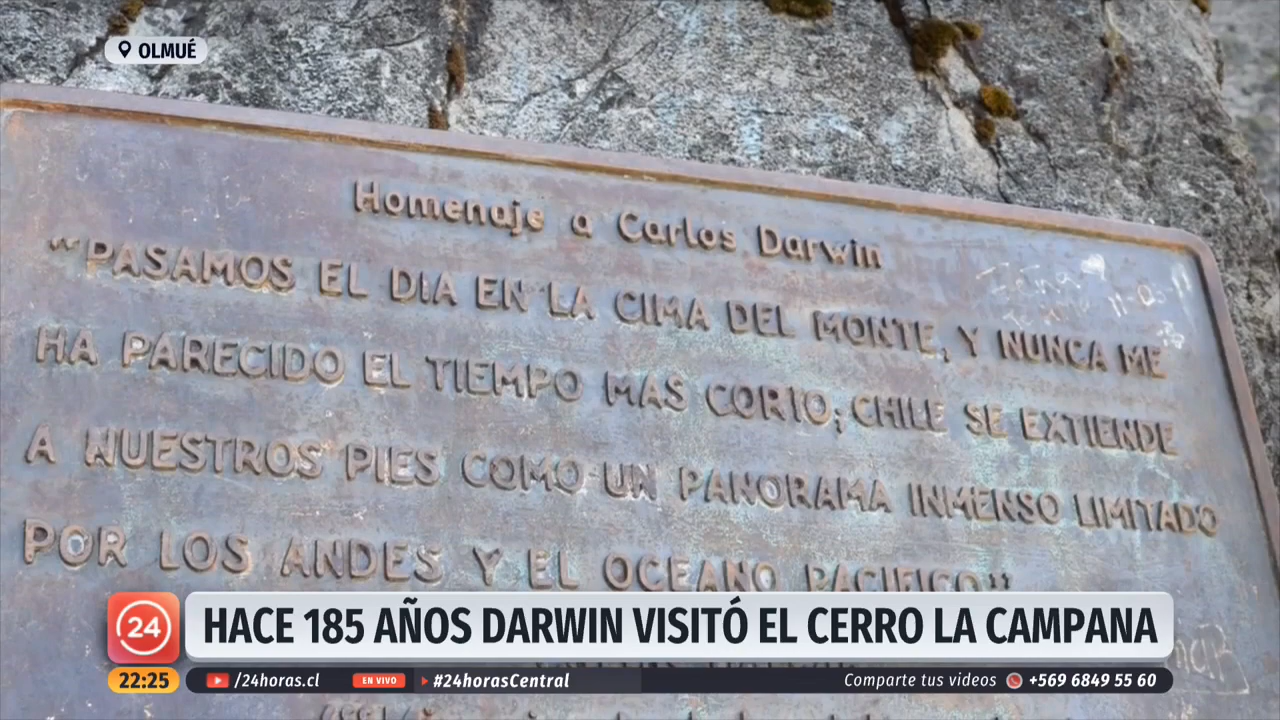 OLMUÉ
Homenaje a Carlos Darwin
“PASAMOS EL DIA EN LA CIMA DEL MONTE, Y NUNCA ME
HA PARECIDO EL TIEMPO MAS CORTO; CHILE SE EXTIENDE
A NUESTROS PIES COMO UN PANORAMA INMENSO LIMITADO
POR LOS ANDES Y EL OCEANO PACIFICO”
24
HACE 185 AÑOS DARWIN VISITÓ EL CERRO LA CAMPANA
22:25
/24horas.cl
EN VIVO
#24horasCentral
Comparte tus videos
+569 6849 55 60